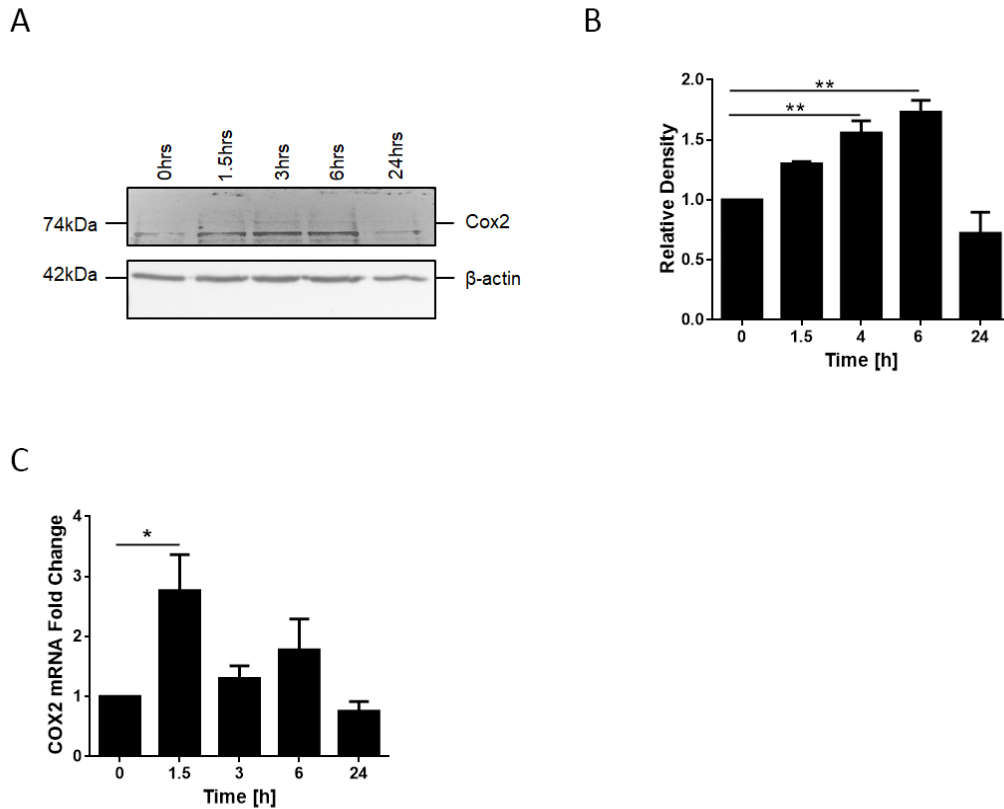 A
0hrs
1.5hrs
3hrs
6hrs
24hrs
74kDa
Cox2
42kDa
β-actin
B
2.0
1.5
1.0
0.5
0.0
Relative Density
**
**
0 1.5 4 6 24
Time [h]
C
4
3
2
1
0
COX2 mRNA Fold Change
*
0 1.5 3 6 24
Time [h]